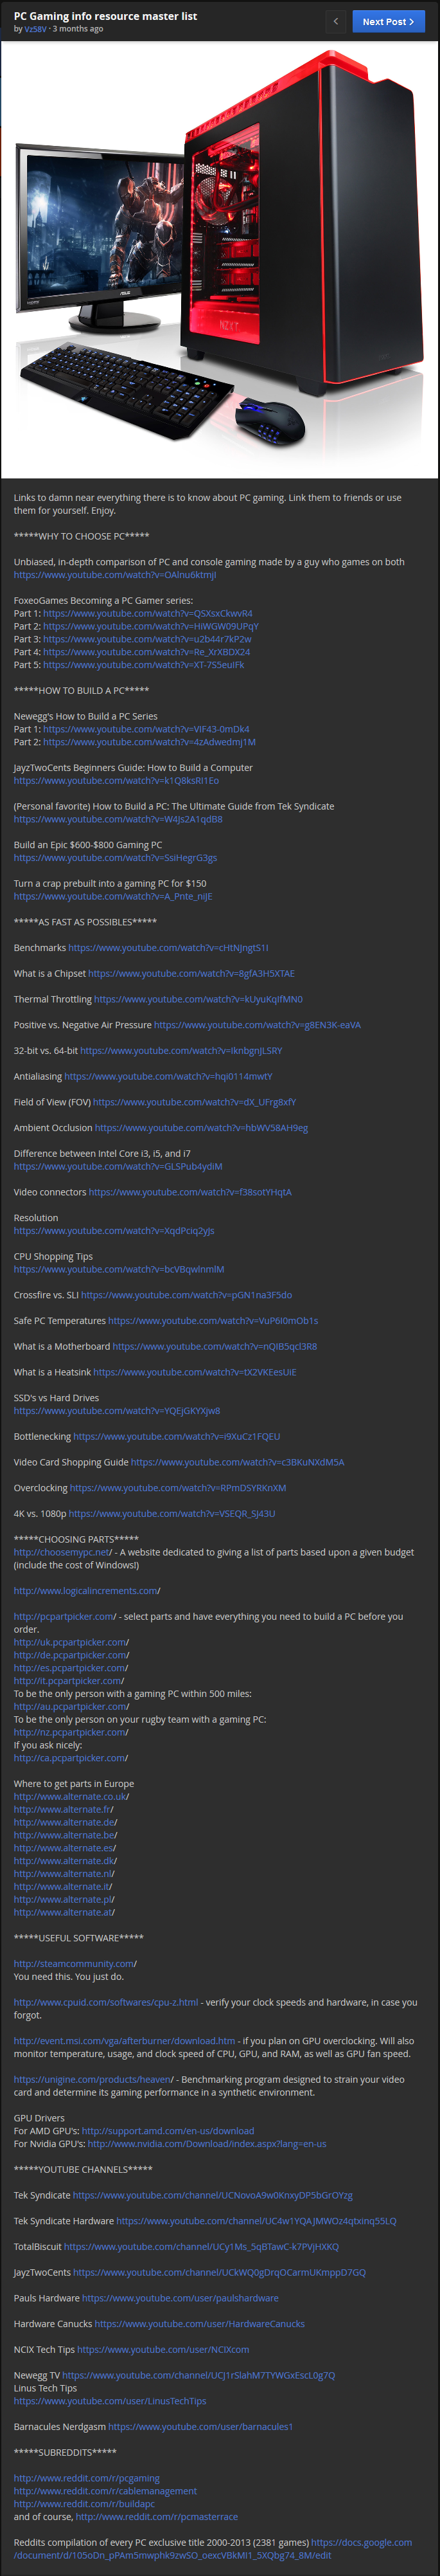 PC Gaming info resource master list
by VzS8V · 3 months ago
Next Post
ASUS
NZXT
Links to damn near everything there is to know about PC gaming. Link them to friends or use
them for yourself. Enjoy.
*****WHY TO CHOOSE PC*****
Unbiased, in-depth comparison of PC and console gaming made by a guy who games on both
https://www.youtube.com/watch?v=OAlnu6ktmjI
FoxeoGames Becoming a PC Gamer series:
Part 1: https://www.youtube.com/watch?v=QSXsxCkwvR4
Part 2: https://www.youtube.com/watch?v=HiWGW09UPqY
Part 3: https://www.youtube.com/watch?v=u2b44r7kP2w
Part 4: https://www.youtube.com/watch?v=Re_XrXBDX24
Part 5: https://www.youtube.com/watch?v=XT-7S5euIFk
*****HOW TO BUILD A PC*****
Newegg's How to Build a PC Series
Part 1: https://www.youtube.com/watch?v=VIF43-0mDk4
Part 2: https://www.youtube.com/watch?v=4zAdwedmj1M
JayzTwoCents Beginners Guide: How to Build a Computer
https://www.youtube.com/watch?v=k1Q8ksRI1Eo
(Personal favorite) How to Build a PC: The Ultimate Guide from Tek Syndicate
https://www.youtube.com/watch?v=W4Js2A1qdB8
Build an Epic $600-$800 Gaming PC
https://www.youtube.com/watch?v=SsiHegrG3gs
Turn a crap prebuilt into a gaming PC for $150
https://www.youtube.com/watch?v=A_Pnte_niJE
*****AS FAST AS POSSIBLES*****
Benchmarks https://www.youtube.com/watch?v=cHtNJngtS1I
What is a Chipset https://www.youtube.com/watch?v=8gfA3H5XTAE
Thermal Throttling https://www.youtube.com/watch?v=kUyuKqIfMN0
Positive vs. Negative Air Pressure https://www.youtube.com/watch?v=g8EN3K-eaVA
32-bit vs. 64-bit https://www.youtube.com/watch?v=IknbgnJLSRY
Antialiasing https://www.youtube.com/watch?v=hqi0114mwtY
Field of View (FOV) https://www.youtube.com/watch?v=dX_UFrg8xfY
Ambient Occlusion https://www.youtube.com/watch?v=hbWV58AH9eg
Difference between Intel Core i3, i5, and i7
https://www.youtube.com/watch?v=GLSPub4ydiM
Video connectors https://www.youtube.com/watch?v=f38sotYHqtA
Resolution
https://www.youtube.com/watch?v=XqdPciq2yJs
CPU Shopping Tips
https://www.youtube.com/watch?v=bcVBqwlnmlM
Crossfire vs. SLI https://www.youtube.com/watch?v=pGN1na3F5do
Safe PC Temperatures https://www.youtube.com/watch?v=VuP6I0mOb1s
What is a Motherboard https://www.youtube.com/watch?v=nQIB5qcI3R8
What is a Heatsink https://www.youtube.com/watch?v=tX2VKEesUiE
SSD's vs Hard Drives
https://www.youtube.com/watch?v=YQEjGKYXjw8
Bottlenecking https://www.youtube.com/watch?v=i9XuCz1FQEU
Video Card Shopping Guide https://www.youtube.com/watch?v=c3BKuNXdM5A
Overclocking https://www.youtube.com/watch?v=RPmDSYRKnXM
4K vs. 1080p https://www.youtube.com/watch?v=VSEQR_SJ43U
*****CHOOSING PARTS*****
http://choosemypc.net/ - A website dedicated to giving a list of parts based upon a given budget
(include the cost of Windows!)
http://www.logicalincrements.com/
http://pcpartpicker.com/ - select parts and have everything you need to build a PC before you
order.
http://uk.pcpartpicker.com/
http://de.pcpartpicker.com/
http://es.pcpartpicker.com/
http://it.pcpartpicker.com/
To be the only person with a gaming PC within 500 miles:
http://au.pcpartpicker.com/
To be the only person on your rugby team with a gaming PC:
http://nz.pcpartpicker.com/
If you ask nicely:
http://ca.pcpartpicker.com/
Where to get parts in Europe
http://www.alternate.co.uk/
http://www.alternate.fr/
http://www.alternate.de/
http://www.alternate.be/
http://www.alternate.es/
http://www.alternate.dk/
http://www.alternate.nl/
http://www.alternate.it/
http://www.alternate.pl/
http://www.alternate.at/
*****USEFUL SOFTWARE*****
http://steamcommunity.com/
You need this. You just do.
http://www.cpuid.com/softwares/cpu-z.html - verify your clock speeds and hardware, in case you
forgot.
http://event.msi.com/vga/afterburner/download.htm - if you plan on GPU overclocking. Will also
monitor temperature, usage, and clock speed of CPU, GPU, and RAM, as well as GPU fan speed.
https://unigine.com/products/heaven/ - Benchmarking program designed to strain your video
card and determine its gaming performance in a synthetic environment.
GPU Drivers
For AMD GPU's: http://support.amd.com/en-us/download
For Nvidia GPU's: http://www.nvidia.com/Download/index.aspx?lang=en-us
*****YOUTUBE CHANNELS*****
Tek Syndicate https://www.youtube.com/channel/UCNovoA9w0KnxyDP5bGrOYzg
Tek Syndicate Hardware https://www.youtube.com/channel/UC4w1YQAJMWOz4qtxinq55LQ
TotalBiscuit https://www.youtube.com/channel/UCy1Ms_5qBTawC-k7PVjHXKQ
JayzTwoCents https://www.youtube.com/channel/UCkWQ0gDrqOCarmUKmppD7GQ
Pauls Hardware https://www.youtube.com/user/paulshardware
Hardware Canucks https://www.youtube.com/user/HardwareCanucks
NCIX Tech Tips https://www.youtube.com/user/NCIXcom
Newegg TV https://www.youtube.com/channel/UCJ1rSlahM7TYWGxEscL0g7Q
Linus Tech Tips
https://www.youtube.com/user/LinusTechTips
Barnacules Nerdgasm https://www.youtube.com/user/barnacules1
*****SUBREDDITS*****
http://www.reddit.com/r/pcgaming
http://www.reddit.com/r/cablemanagement
http://www.reddit.com/r/buildapc
and of course, http://www.reddit.com/r/pcmasterrace
Reddits compilation of every PC exclusive title 2000-2013 (2381 games) https://docs.google.com
/document/d/105oDn_pPAm5mwphk9zwSO_oexcVBkMI1_5XQbg74_8M/edit